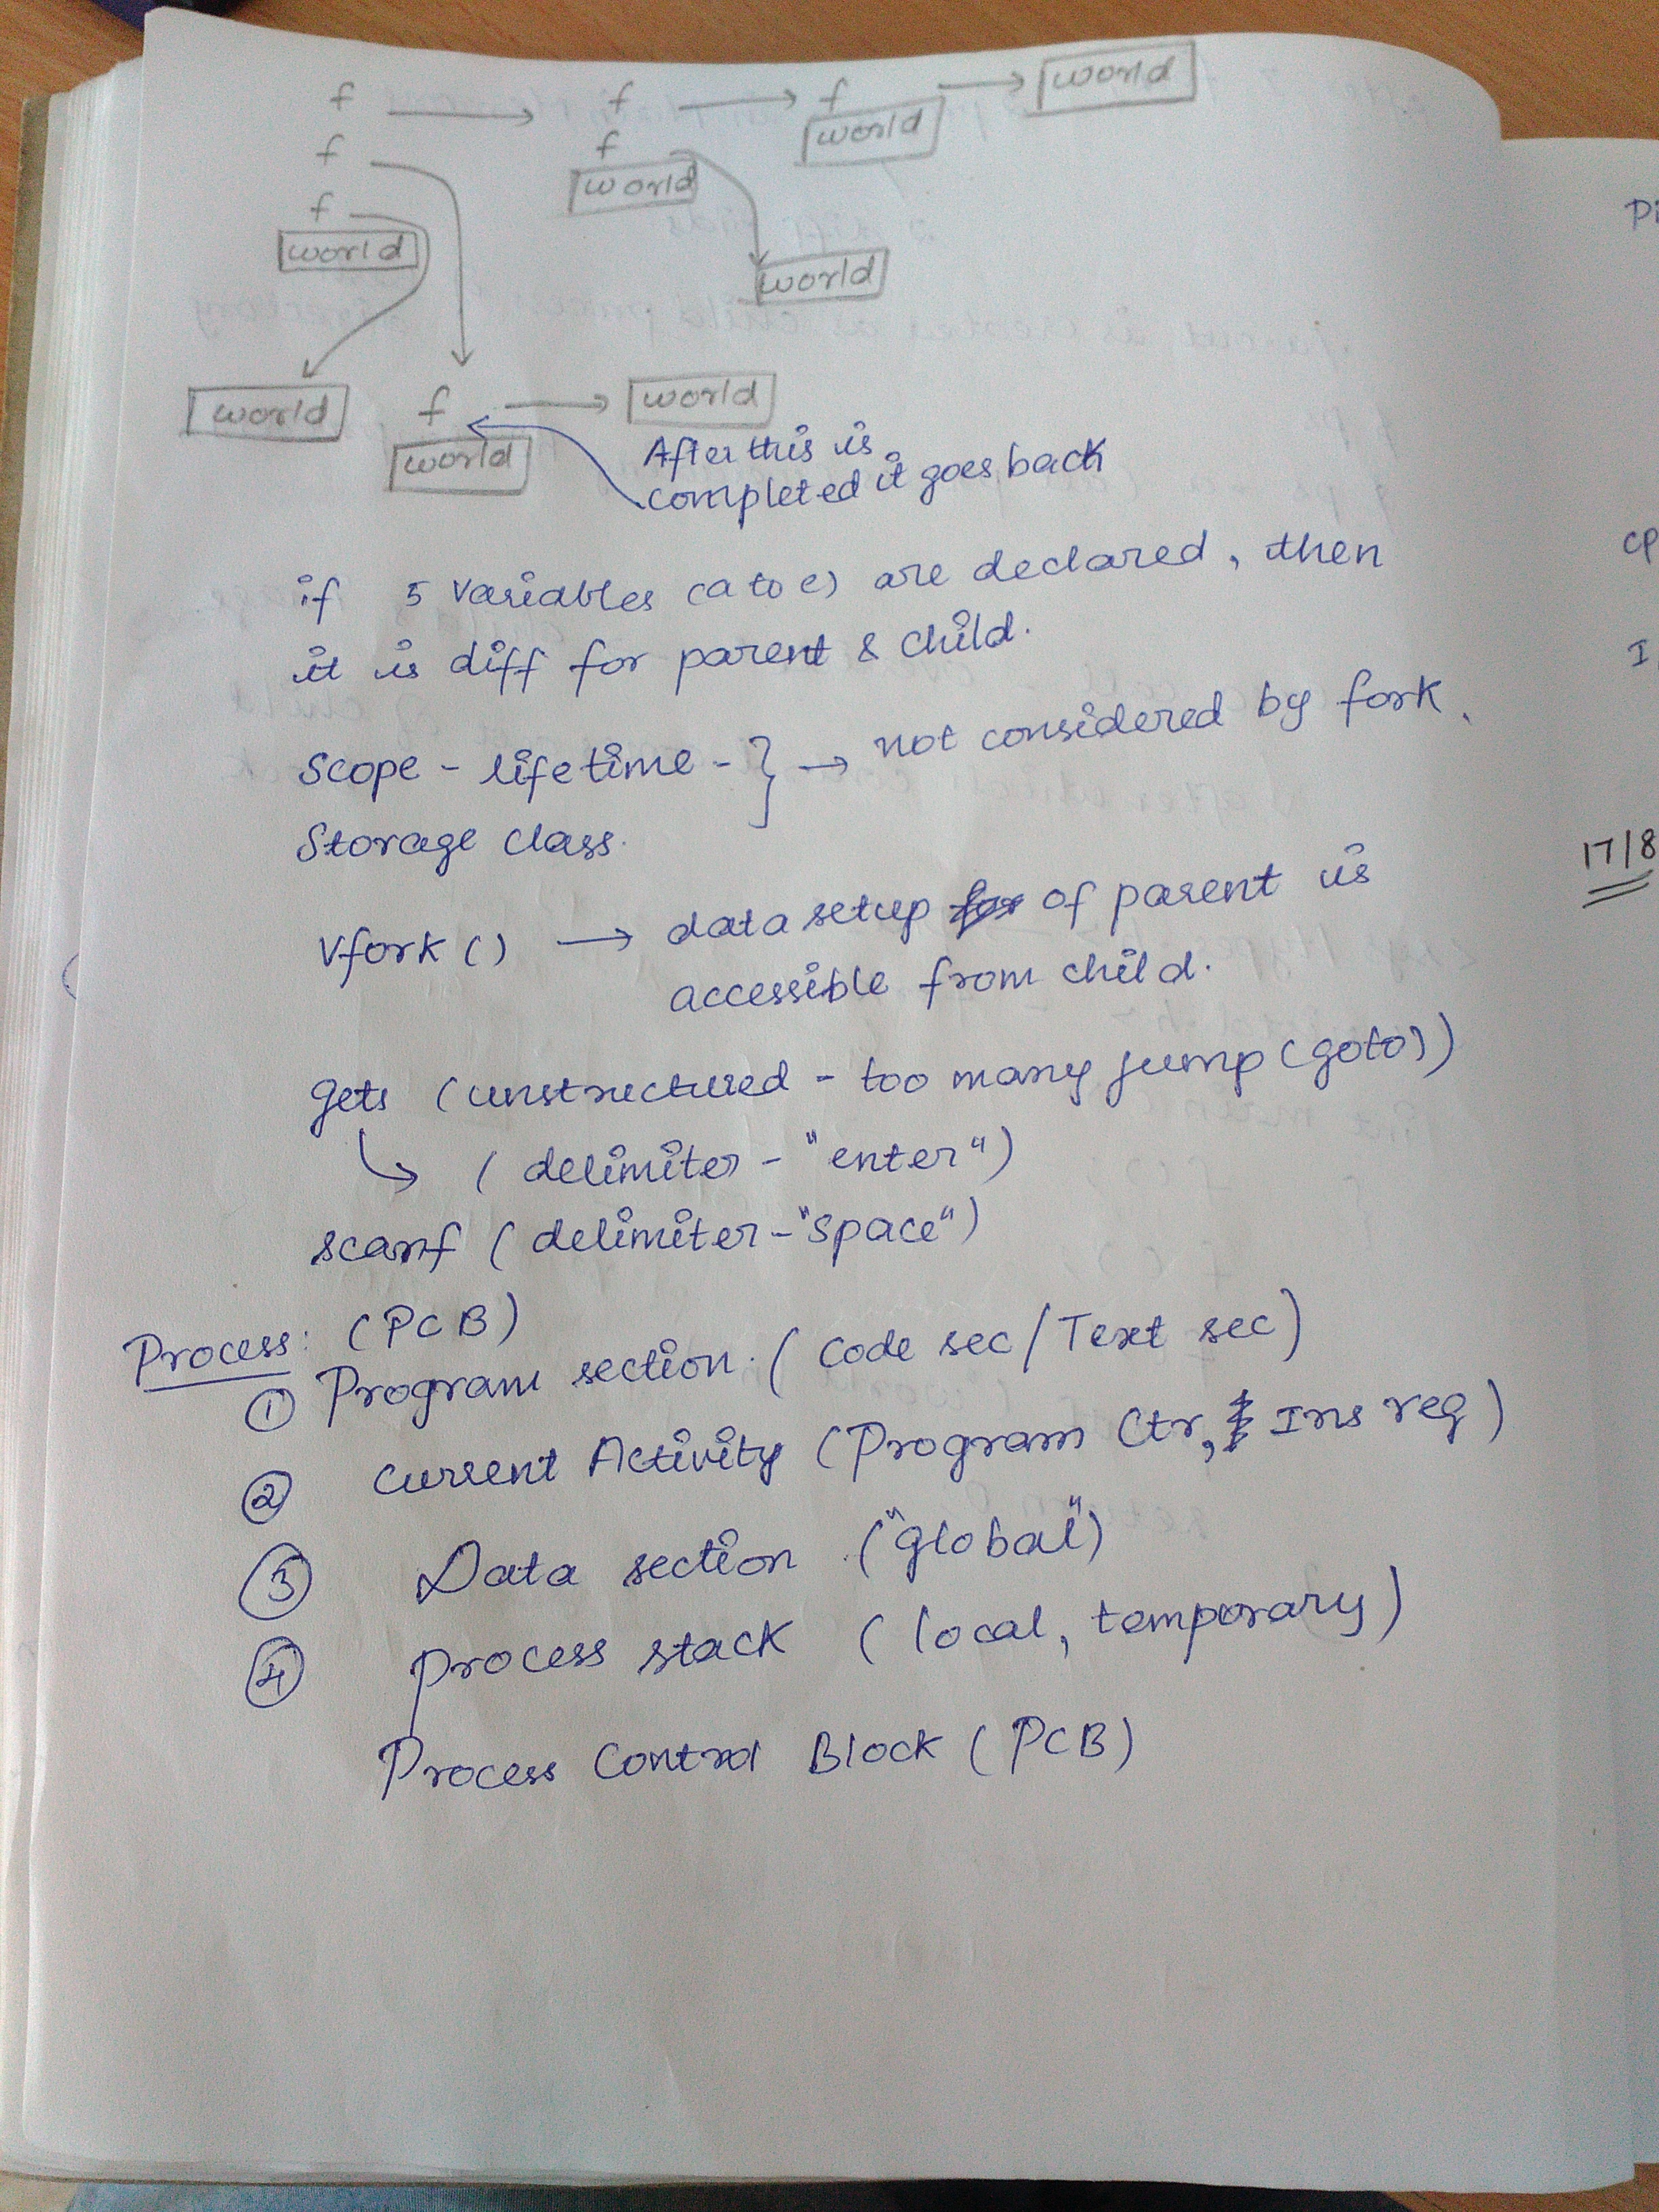 f → f → f → world
f f world
f world
world world
world f → world
world
After this is
completed it goes back
if 5 variables (a to e) are declared, then
it is diff for parent & child.
Scope - lifetime - } → not considered by fork.
Storage class.
Vfork () → data setup of parent is
accessible from child.
gets (unstructured - too many jump (goto))
↳ (delimiter - "enter")
scanf (delimiter - "space")
Process: (PCB)
① Program section. (Code sec/Text sec)
② Current Activity (Program Ctr, Ins reg)
③ Data section ("global")
④ Process stack (local, temporary)
Process Control Block (PCB)
CP
I
17/8